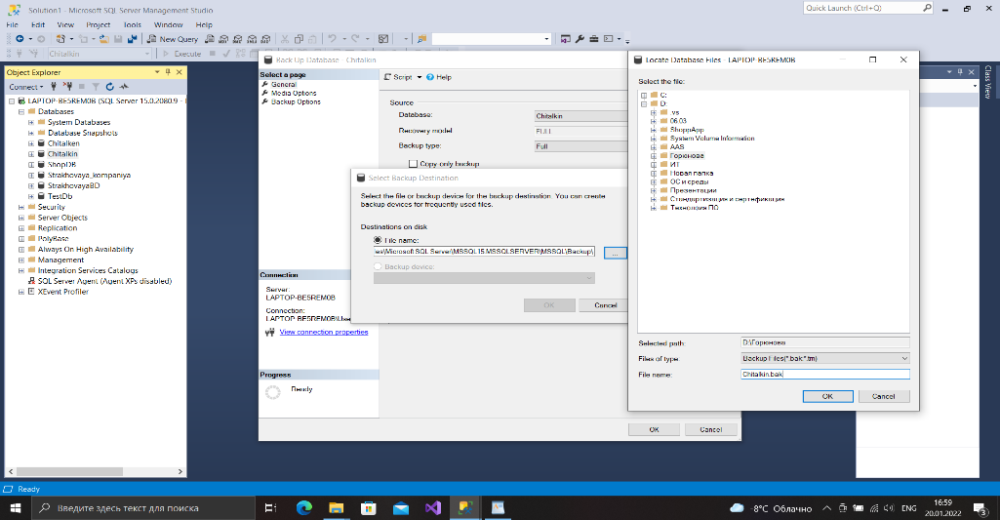 Solution1 - Microsoft SQL Server Management Studio
Quick Launch (Ctrl+Q)
File Edit View Project Tools Window Help
New Query
Chitalkin
Execute
Object Explorer
Connect
LAPTOP-BE5REM0B (SQL Server 15.0.2080.9 -
Databases
System Databases
Database Snapshots
Chitalken
Chitalkin
ShopDB
Strakhovaya_kompaniya
StrakhovayaBD
TestDb
Security
Server Objects
Replication
PolyBase
Always On High Availability
Management
Integration Services Catalogs
SQL Server Agent (Agent XPs disabled)
XEvent Profiler
Back Up Database - Chitalkin
Select a page
General
Media Options
Backup Options
Script
Help
Source
Database:
Chitalkin
Recovery model
FULL
Backup type:
Full
Copy-only backup
Connection
Server:
LAPTOP-BE5REM0B
Connection:
LAPTOP-BE5REM0B\Use
View connection properties
Progress
Ready
OK
Cancel
Select Backup Destination
Select the file or backup device for the backup destination. You can create
backup devices for frequently used files.
Destinations on disk
File name:
les\Microsoft SQL Server\MSSQL15.MSSQLSERVER\MSSQL\Backup\
...
Backup device:
OK
Cancel
Locate Database Files - LAPTOP-BE5REM0B
Select the file:
C:
D:
.vs
06.03
ShoppApp
System Volume Information
AAS
Горюнова
ИТ
Новая папка
ОС и среды
Презентации
Стандартизация и сертификация
Технология ПО
Selected path:
D:\Горюнова
Files of type:
Backup Files(*.bak;*.trn)
File name:
Chitalkin.bak
OK
Cancel
Class View
Ready
Введите здесь текст для поиска
-8°C Облачно
ENG
16:59
20.01.2022
3